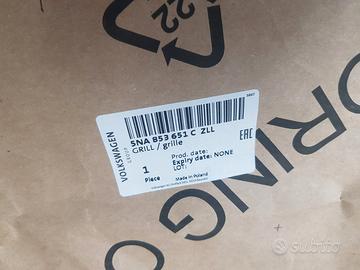 VOLKSWAGEN
5NA 853 651 C ZLL
GRILL / grille
Prod. date:
Expiry date: NONE
LOT:
1
Piece
Made in Poland
EAC
ORING O
subito